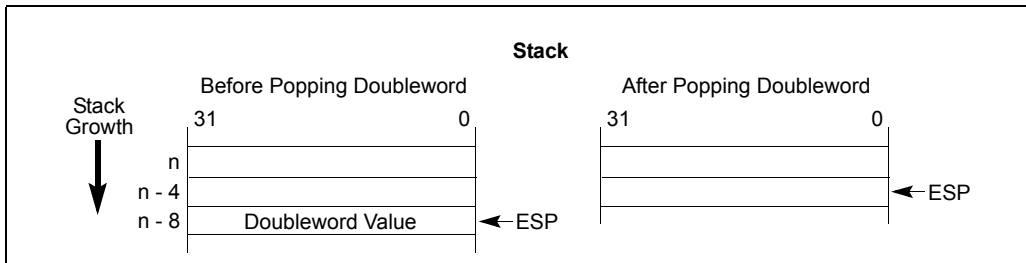 Stack
Before Popping Doubleword
After Popping Doubleword
Stack
Growth
31 0
31 0
n
n - 4
ESP
n - 8 Doubleword Value ESP